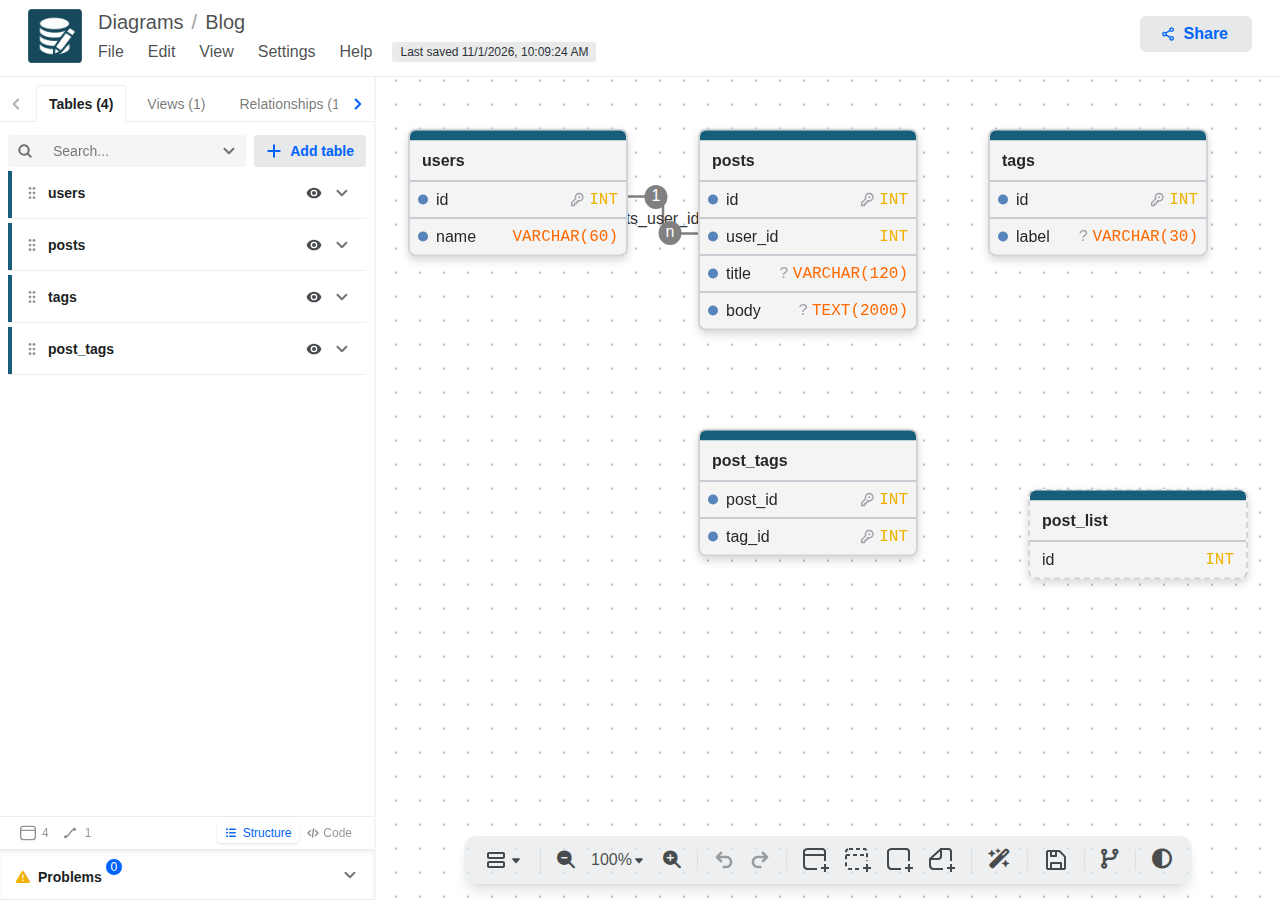 Diagrams / Blog
File Edit View Settings Help Last saved 11/1/2026, 10:09:24 AM
Share
Tables (4) Views (1) Relationships (1
Search... Add table
users
posts
tags
post_tags
4 1 Structure Code
Problems 0
users
id INT
name VARCHAR(60)
1
ts_user_id
n
posts
id INT
user_id INT
title ? VARCHAR(120)
body ? TEXT(2000)
tags
id INT
label ? VARCHAR(30)
post_tags
post_id INT
tag_id INT
post_list
id INT
100%